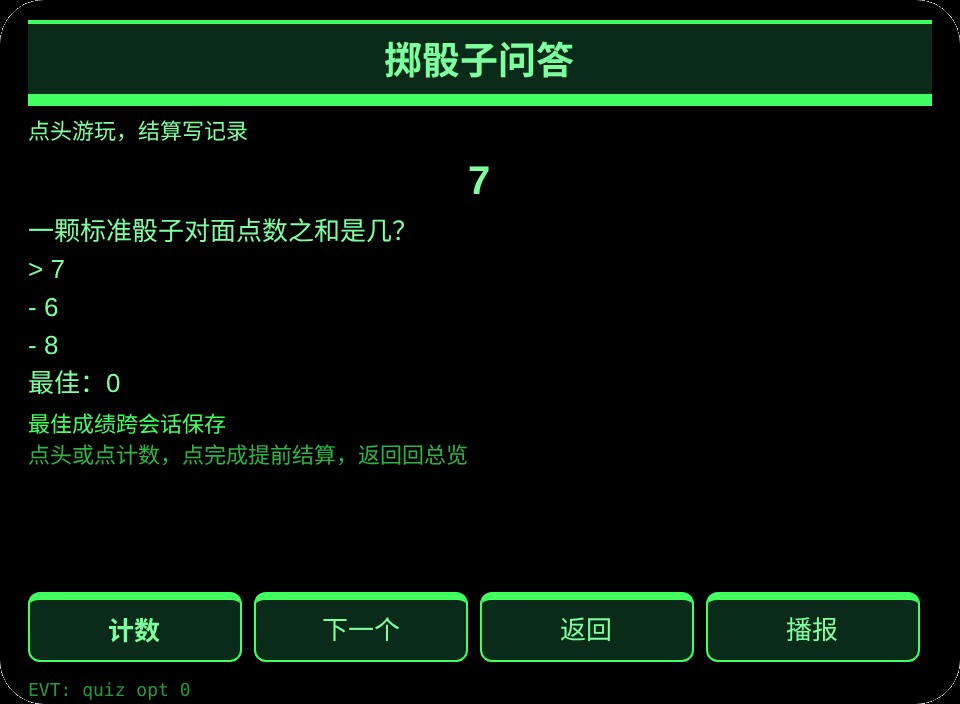 掷骰子问答
点头游玩，结算写记录
7
一颗标准骰子对面点数之和是几？
> 7
- 6
- 8
最佳：0
最佳成绩跨会话保存
点头或点计数，点完成提前结算，返回回总览
计数
下一个
返回
播报
EVT: quiz opt 0